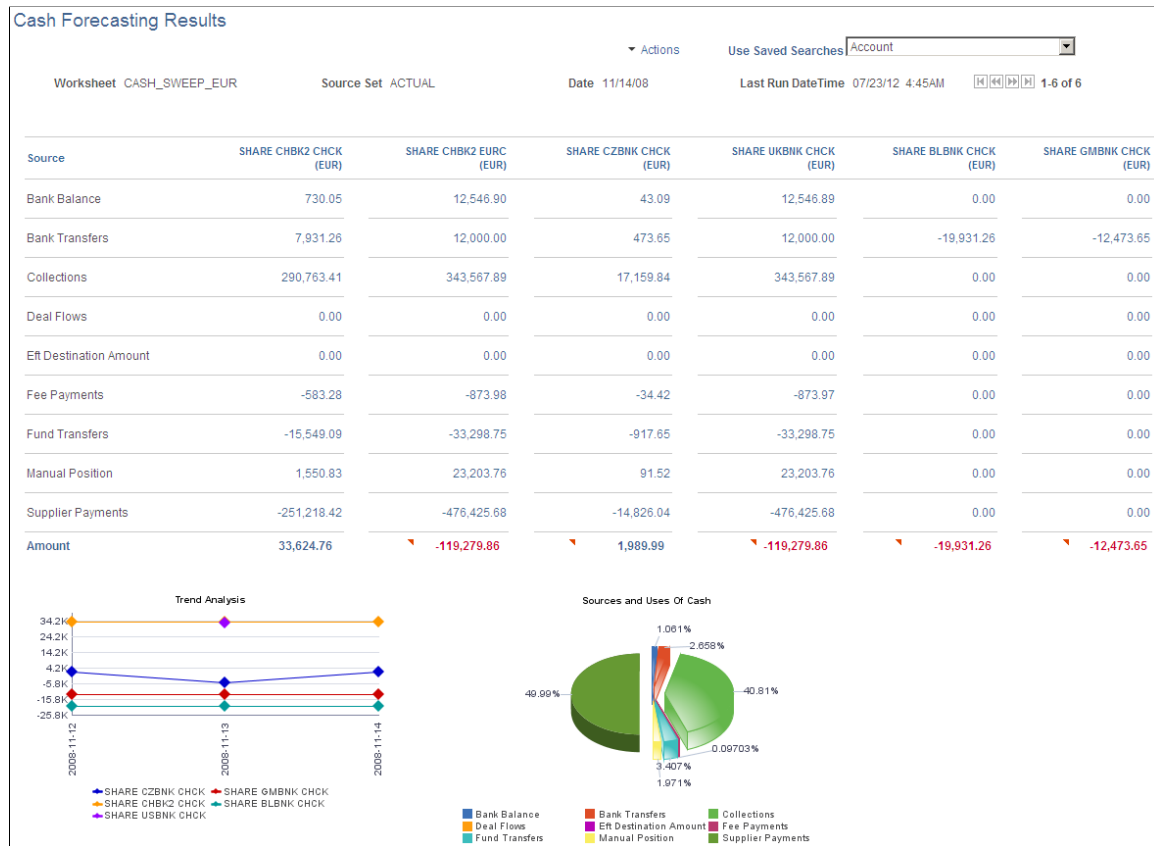 Cash Forecasting Results
Actions Use Saved Searches Account
Worksheet CASH_SWEEP_EUR Source Set ACTUAL Date 11/14/08 Last Run DateTime 07/23/12 4:45AM 1-6 of 6
Source SHARE CHBK2 CHCK (EUR) SHARE CHBK2 EURC (EUR) SHARE CZBNK CHCK (EUR) SHARE UKBNK CHCK (EUR) SHARE BLBNK CHCK (EUR) SHARE GMBNK CHCK (EUR)
Bank Balance 730.05 12,546.90 43.09 12,546.89 0.00 0.00
Bank Transfers 7,931.26 12,000.00 473.65 12,000.00 -19,931.26 -12,473.65
Collections 290,763.41 343,567.89 17,159.84 343,567.89 0.00 0.00
Deal Flows 0.00 0.00 0.00 0.00 0.00 0.00
Eft Destination Amount 0.00 0.00 0.00 0.00 0.00 0.00
Fee Payments -583.28 -873.98 -34.42 -873.97 0.00 0.00
Fund Transfers -15,549.09 -33,298.75 -917.65 -33,298.75 0.00 0.00
Manual Position 1,550.83 23,203.76 91.52 23,203.76 0.00 0.00
Supplier Payments -251,218.42 -476,425.68 -14,826.04 -476,425.68 0.00 0.00
Amount 33,624.76 -119,279.86 1,989.99 -119,279.86 -19,931.26 -12,473.65
Trend Analysis
34.2K
24.2K
14.2K
4.2K
-5.8K
-15.8K
-25.8K
2008-11-12 2008-11-13 2008-11-14
SHARE CZBNK CHCK SHARE GMBNK CHCK
SHARE CHBK2 CHCK SHARE BLBNK CHCK
SHARE USBNK CHCK
Sources and Uses Of Cash
1.061%
2.658%
49.99% 40.81%
0.09703%
3.407%
1.971%
Bank Balance Bank Transfers Collections
Deal Flows Eft Destination Amount Fee Payments
Fund Transfers Manual Position Supplier Payments